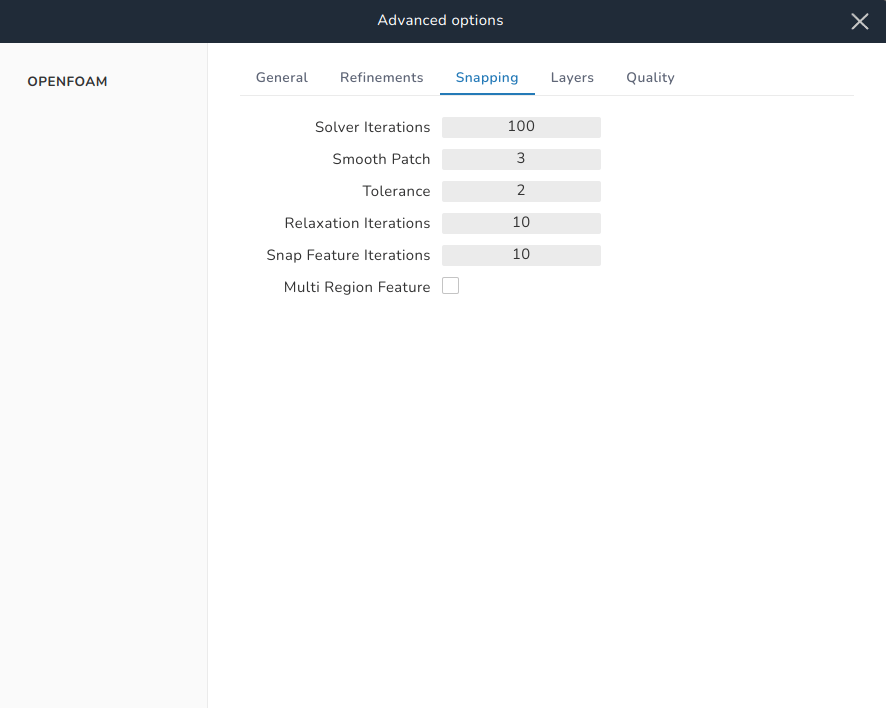 Advanced options
OPENFOAM
General Refinements Snapping Layers Quality
Solver Iterations 100
Smooth Patch 3
Tolerance 2
Relaxation Iterations 10
Snap Feature Iterations 10
Multi Region Feature